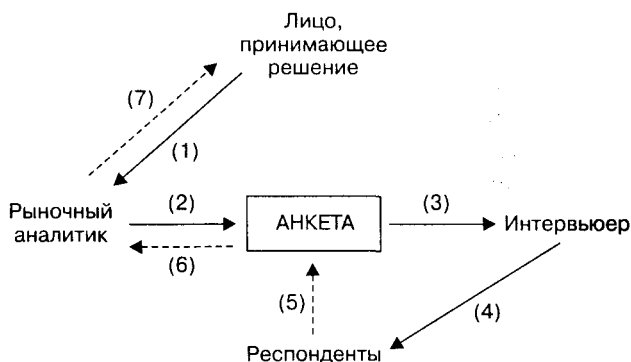 Лицо,
принимающее
решение
(7)
(1)
Рыночный
аналитик
(2)
АНКЕТА
(3)
Интервьюер
(6)
(5)
(4)
Респонденты